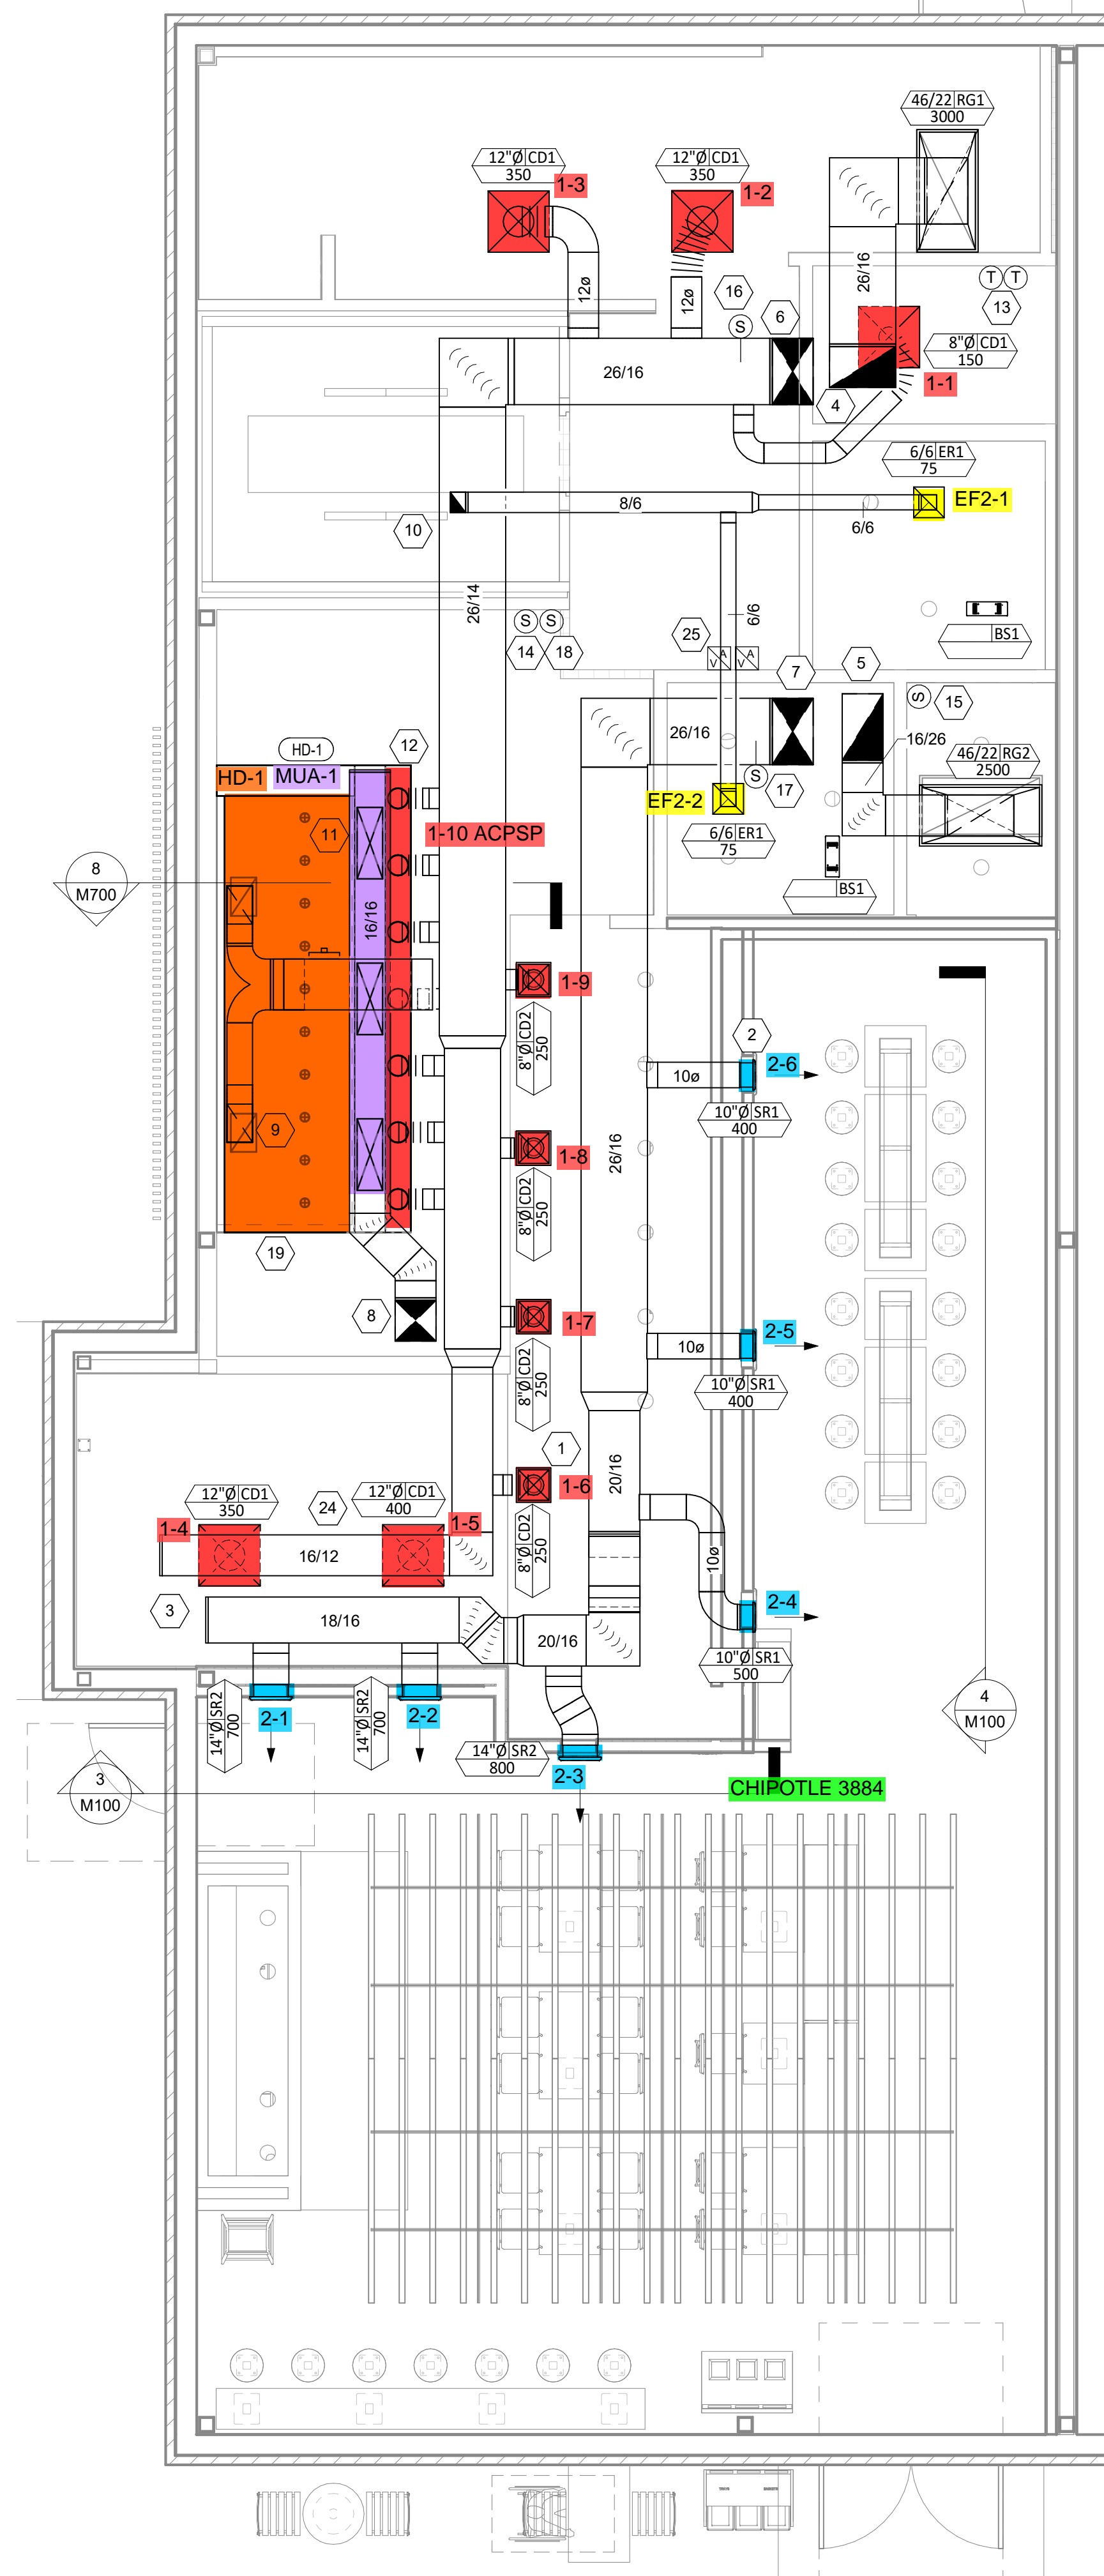 46/22 RG1
3000
12"Ø CD1
350
1-3
12"Ø CD1
350
1-2
26/16
T T
13
12ø
12ø
16
S
6
8"Ø CD1
150
1-1
26/16
4
6/6 ER1
75
EF2-1
8/6
6/6
10
26/14
6/6
BS1
S S
14 18
25
V A
V A
7
5
S
15
26/16
16/26
46/22 RG2
2500
HD-1
12
HD-1 MUA-1
S
17
EF2-2
6/6 ER1
75
11
1-10 ACPSP
8
M700
BS1
16/16
1-9
8"Ø CD2
250
2
2-6
10ø
10"Ø SR1
400
9
1-8
26/16
8"Ø CD2
250
19
8
1-7
2-5
10ø
8"Ø CD2
250
10"Ø SR1
400
1
20/16
1-6
12"Ø CD1
350
24
12"Ø CD1
400
1-4
1-5
16/12
8"Ø CD2
250
10ø
3
18/16
20/16
2-4
10"Ø SR1
500
14"Ø SR2
700
2-1
14"Ø SR2
700
2-2
14"Ø SR2
800
2-3
4
M100
3
M100
CHIPOTLE 3884